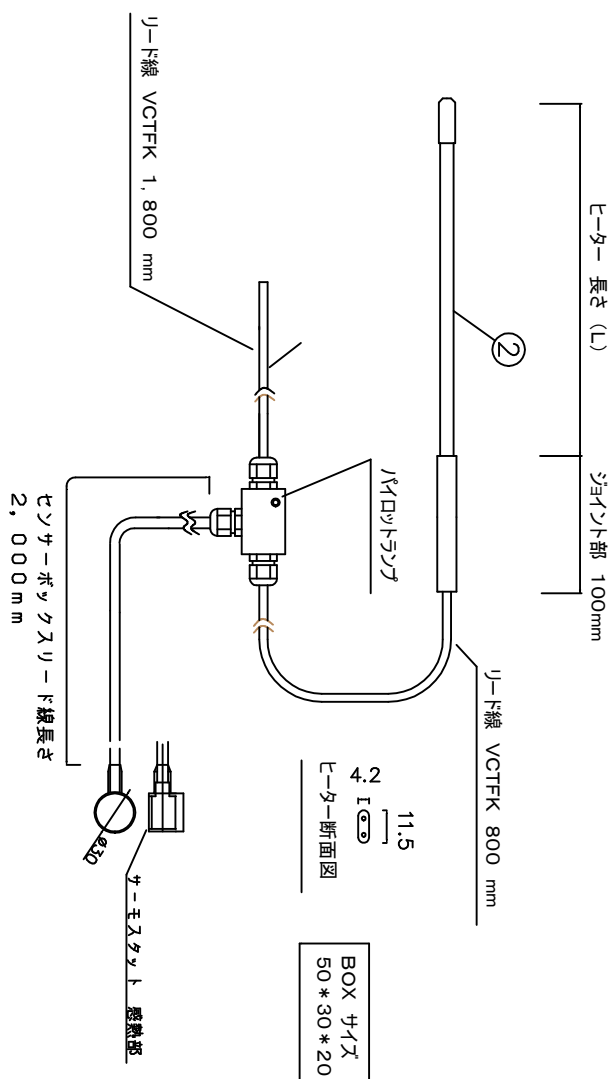 ヒーター 長さ (L)
ジョイント部 100mm
②
リード線 VCTFK 800 mm
リード線 VCTFK 1, 800 mm
パイロットランプ
4.2
11.5
ヒーター断面図
BOX サイズ
50*30*20
センサーボックスリード線長さ
2, 000mm
ø30
サーモスタット 感熱部